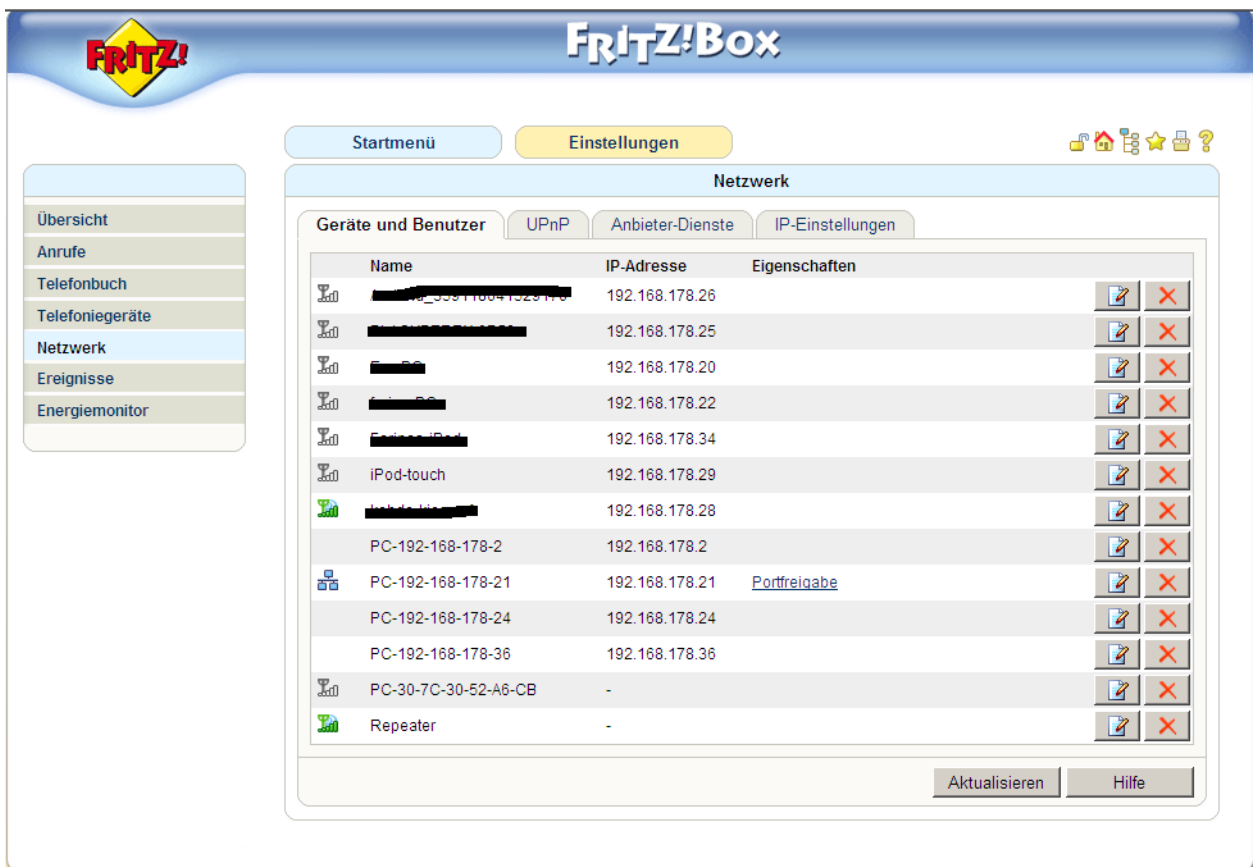 FRITZ!
FRITZ!Box
Startmenü Einstellungen
Netzwerk
Übersicht
Anrufe
Telefonbuch
Telefoniegeräte
Netzwerk
Ereignisse
Energiemonitor
Geräte und Benutzer UPnP Anbieter-Dienste IP-Einstellungen
Name IP-Adresse Eigenschaften
192.168.178.26
192.168.178.25
192.168.178.20
192.168.178.22
192.168.178.34
iPod-touch 192.168.178.29
192.168.178.28
PC-192-168-178-2 192.168.178.2
PC-192-168-178-21 192.168.178.21 Portfreigabe
PC-192-168-178-24 192.168.178.24
PC-192-168-178-36 192.168.178.36
PC-30-7C-30-52-A6-CB -
Repeater -
Aktualisieren Hilfe